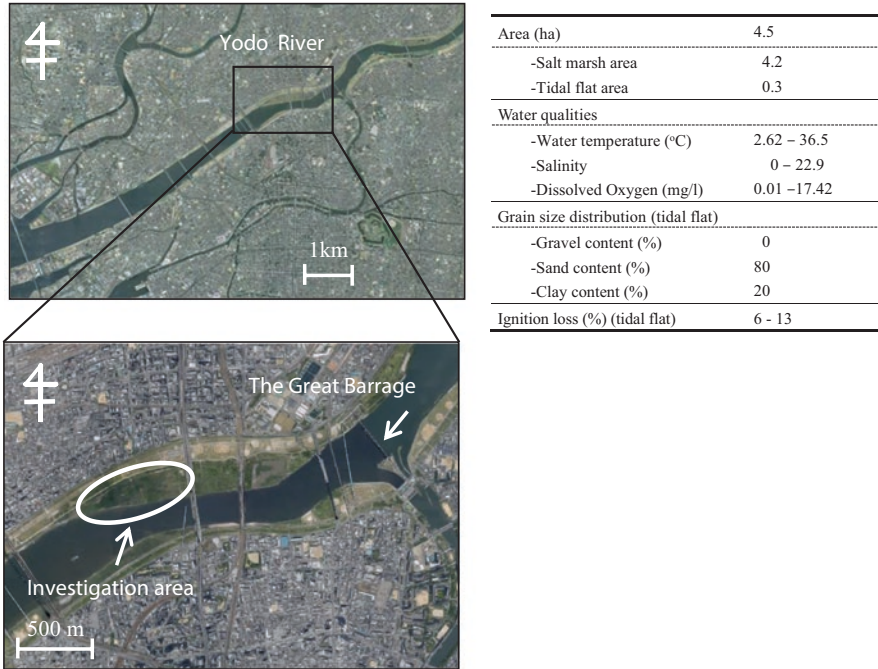 Yodo River
1km
The Great Barrage
Investigation area
500 m
Area (ha) 4.5
-Salt marsh area 4.2
-Tidal flat area 0.3
Water qualities
-Water temperature (°C) 2.62 – 36.5
-Salinity 0 – 22.9
-Dissolved Oxygen (mg/l) 0.01 –17.42
Grain size distribution (tidal flat)
-Gravel content (%) 0
-Sand content (%) 80
-Clay content (%) 20
Ignition loss (%) (tidal flat) 6 - 13